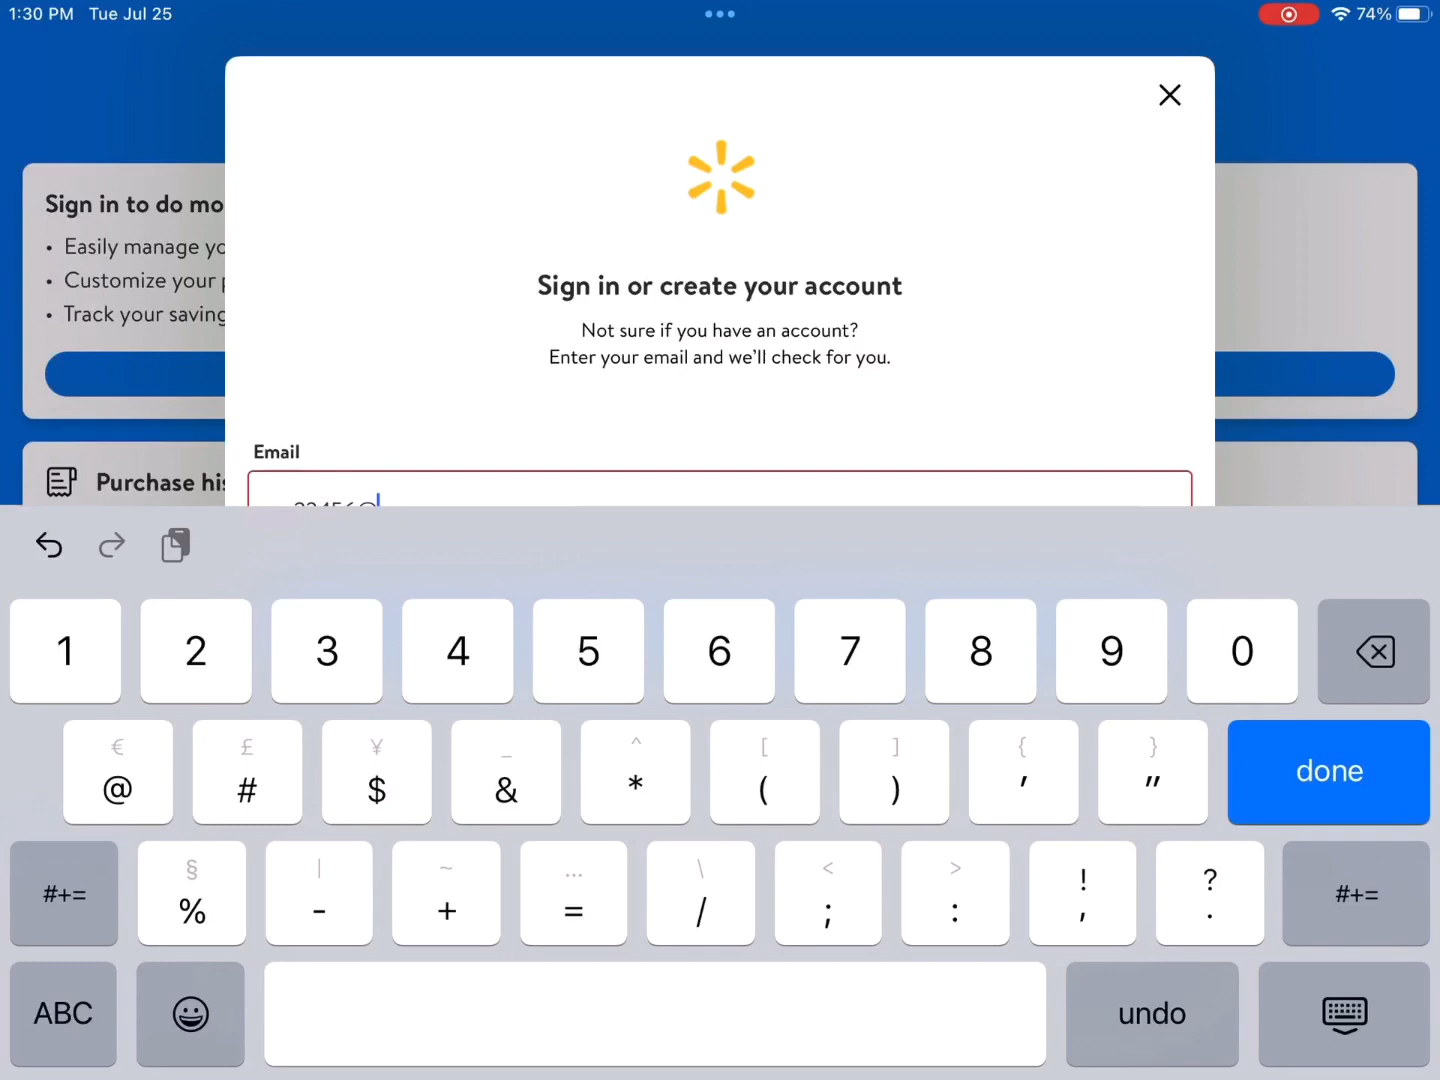 1:30 PM Tue Jul 25
74%
Sign in to do mo
• Easily manage yo
• Customize your p
• Track your saving
Purchase his
Sign in or create your account
Not sure if you have an account?
Enter your email and we'll check for you.
Email
1 2 3 4 5 6 7 8 9 0
€ £ ¥ _ ^ [ ] { }
@ # $ & * ( ) ' " done
§ | ~ … \ < > ! ?
#+= % - + = / ; : , . #+=
ABC undo